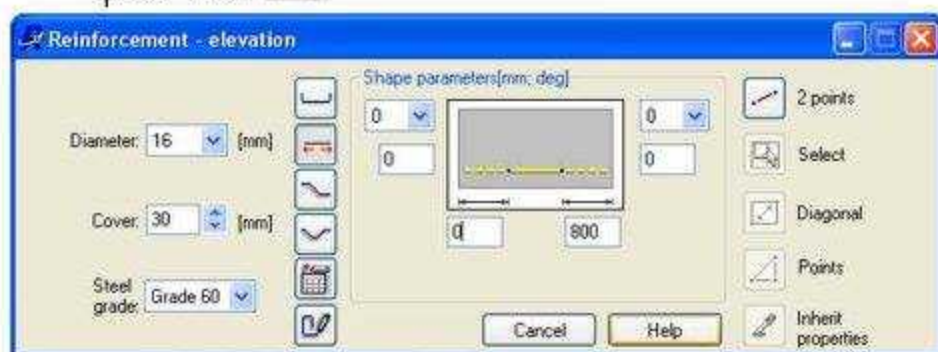 Reinforcement - elevation
Shape parameters[mm; deg]
0 0 2 points
Diameter: 16 [mm]
0 0 Select
Cover: 30 [mm] 0 800 Diagonal
Steel grade: Grade 60 Points
Cancel Help Inherit properties